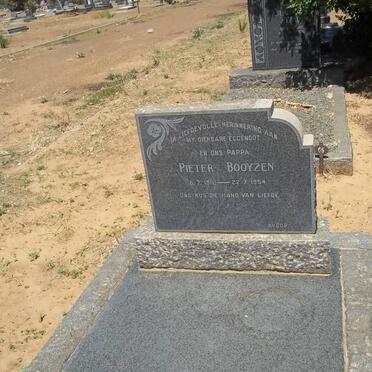 IN LIEFDEVOLLE HERINNERING AAN
MY DIERBARE EGGENOOT
EN ONS PAPPA
PIETER BOOYZEN
22.7.1954
ONS KUS DIE HAND VAN LIEFDE